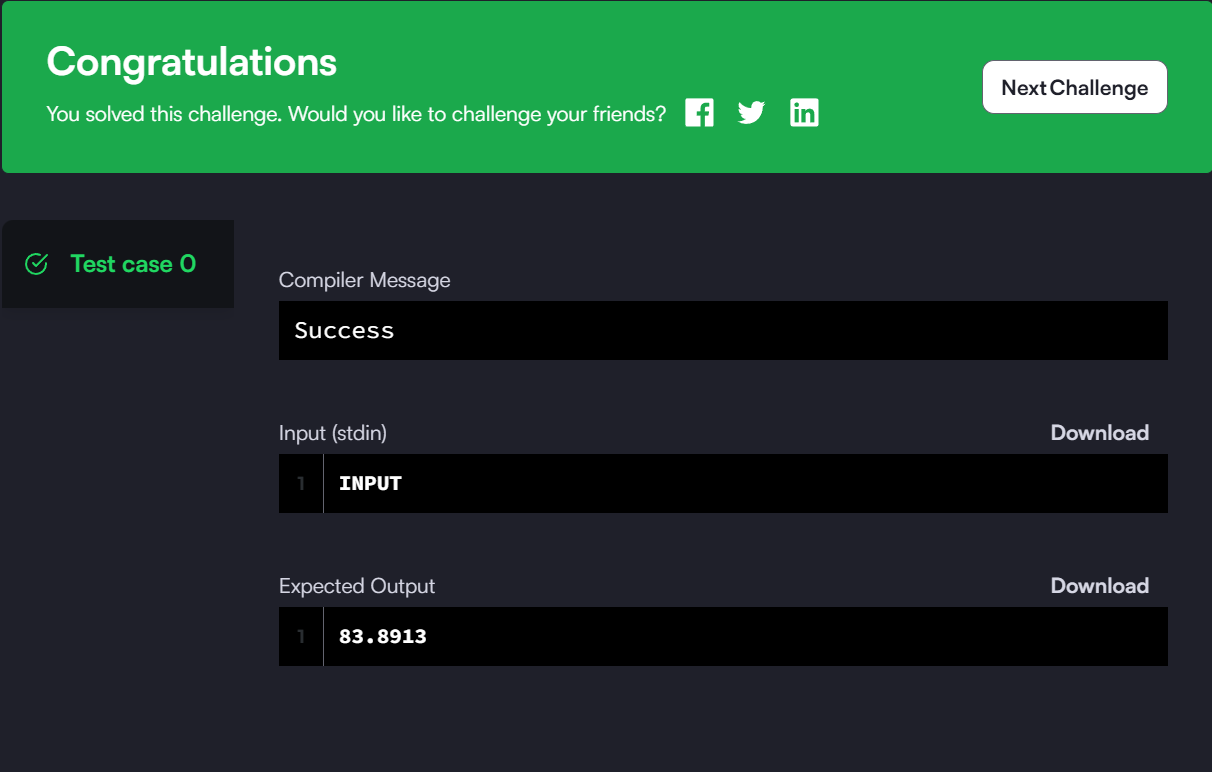 Congratulations
You solved this challenge. Would you like to challenge your friends?
Next Challenge
Test case 0
Compiler Message
Success
Input (stdin)
Download
1 INPUT
Expected Output
Download
1 83.8913